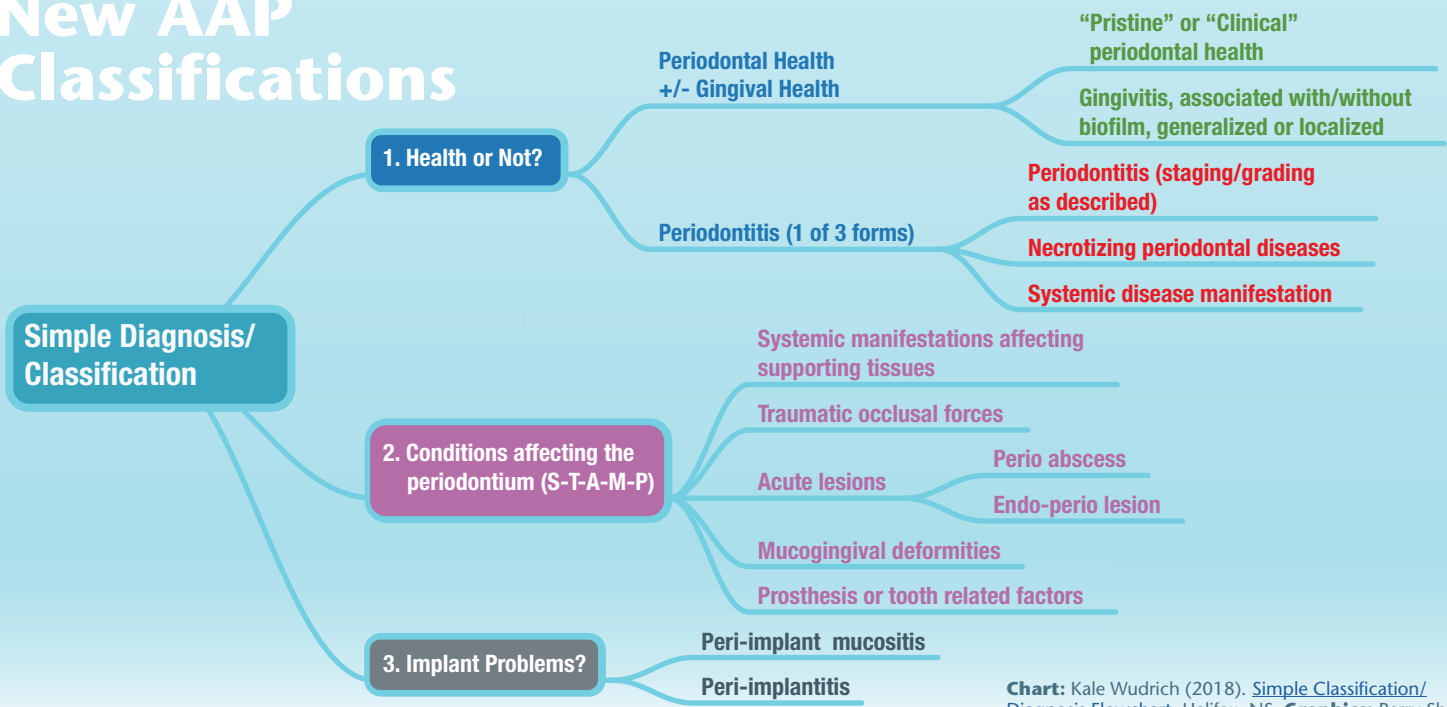 New AAP
Classifications
Simple Diagnosis/
Classification
1. Health or Not?
Periodontal Health
+/- Gingival Health
“Pristine” or “Clinical”
periodontal health
Gingivitis, associated with/without
biofilm, generalized or localized
Periodontitis (1 of 3 forms)
Periodontitis (staging/grading
as described)
Necrotizing periodontal diseases
Systemic disease manifestation
2. Conditions affecting the
periodontium (S-T-A-M-P)
Systemic manifestations affecting
supporting tissues
Traumatic occlusal forces
Acute lesions
Perio abscess
Endo-perio lesion
Mucogingival deformities
Prosthesis or tooth related factors
3. Implant Problems?
Peri-implant mucositis
Peri-implantitis
Chart: Kale Wudrich (2018). Simple Classification/